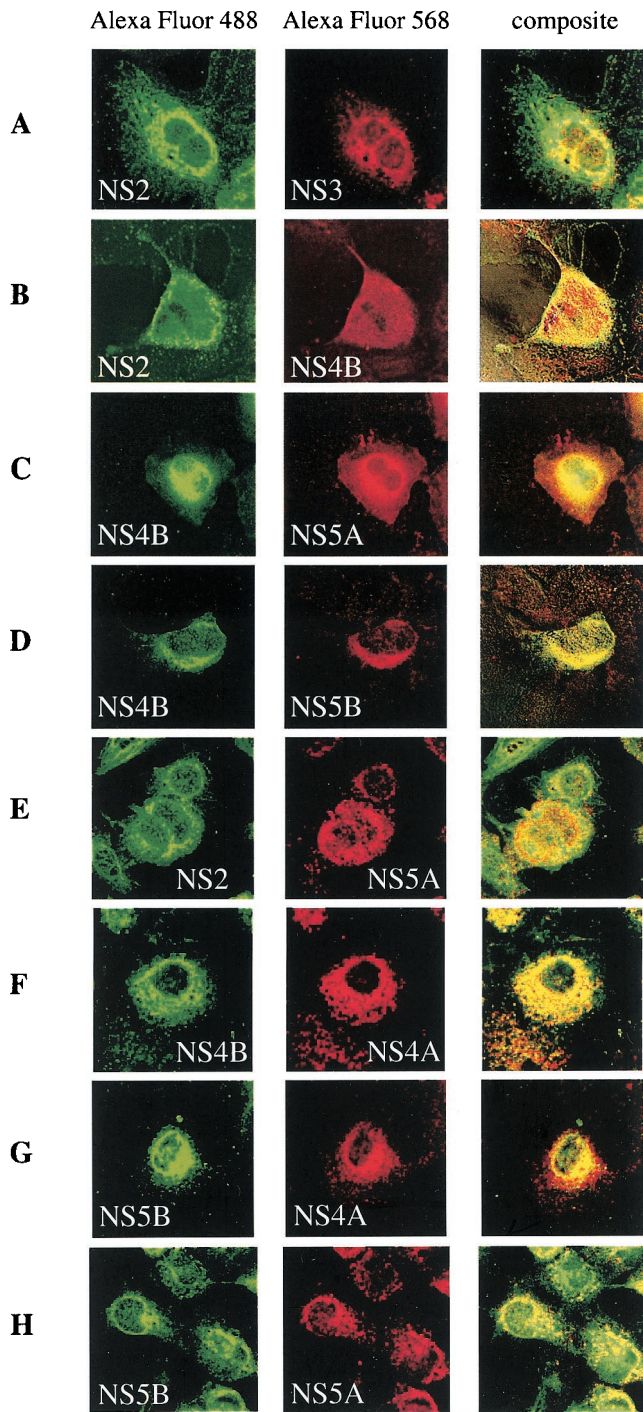 Alexa Fluor 488 Alexa Fluor 568 composite
A NS2 NS3
B NS2 NS4B
C NS4B NS5A
D NS4B NS5B
E NS2 NS5A
F NS4B NS4A
G NS5B NS4A
H NS5B NS5A